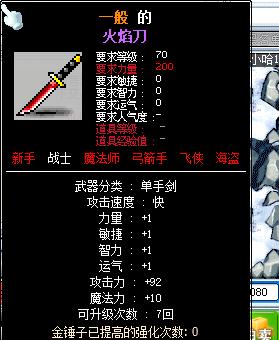 一般 的
火焰刀
要求等级 : 70
要求力量 : 200
要求敏捷 : 0
要求智力 : 0
要求运气 : 0
要求人气度 : -
道具等级 : -
道具经验值 : -
小哈1
新手 战士 魔法师 弓箭手 飞侠 海盗
武器分类 : 单手剑
攻击速度 : 快
力量 : +1
敏捷 : +1
智力 : +1
运气 : +1
攻击力 : +92
魔法力 : +10
080
可升级次数 : 7回
金锤子已提高的强化次数: 0